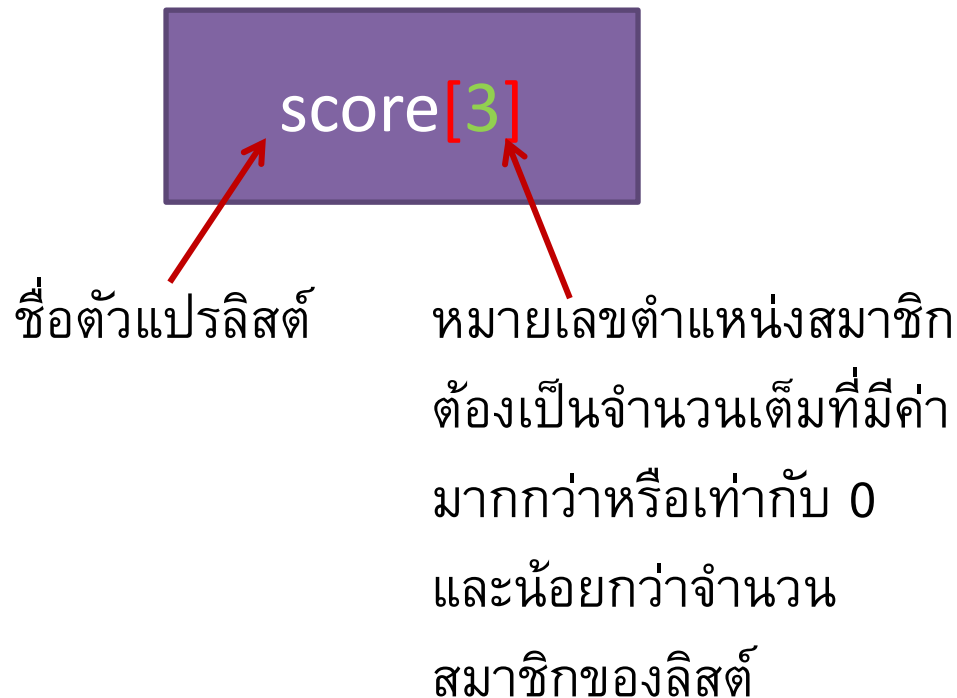 score[3]
ชื่อตัวแปรลิสต์
หมายเลขตำแหน่งสมาชิก
ต้องเป็นจำนวนเต็มที่มีค่า
มากกว่าหรือเท่ากับ 0
และน้อยกว่าจำนวน
สมาชิกของลิสต์